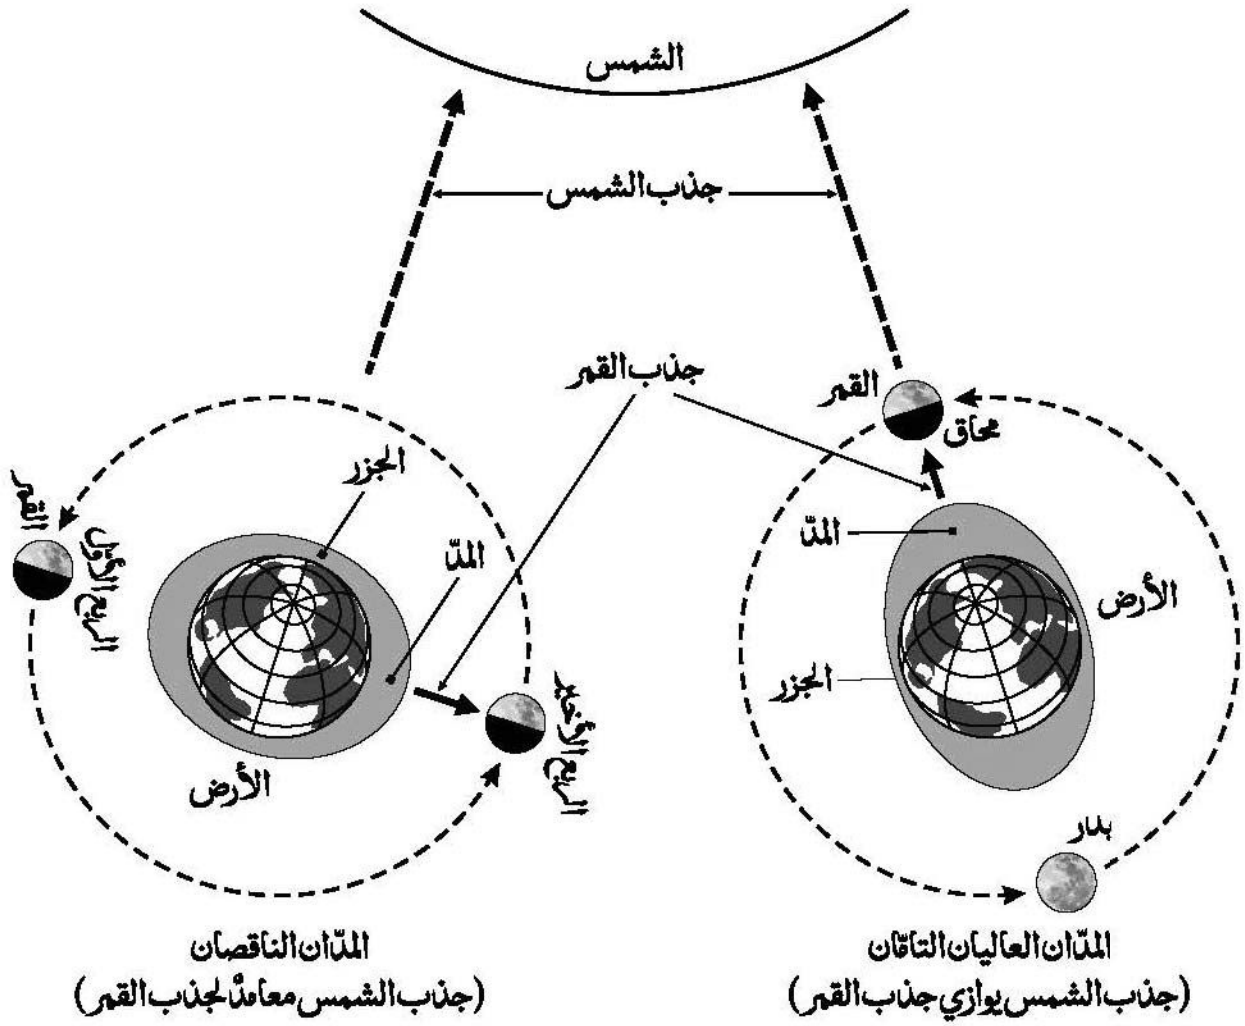 الشمس
جذب الشمس
جذب القمر
القمر
محاق
المدّ
الأرض
الجزر
بدر
المدّان العاليان التامّان
(جذب الشمس يوازي جذب القمر)
الجزر
المدّ
القمر
الربع الأول
الربع الأخير
الأرض
المدّان الناقصان
(جذب الشمس معامدٌ لجذب القمر)